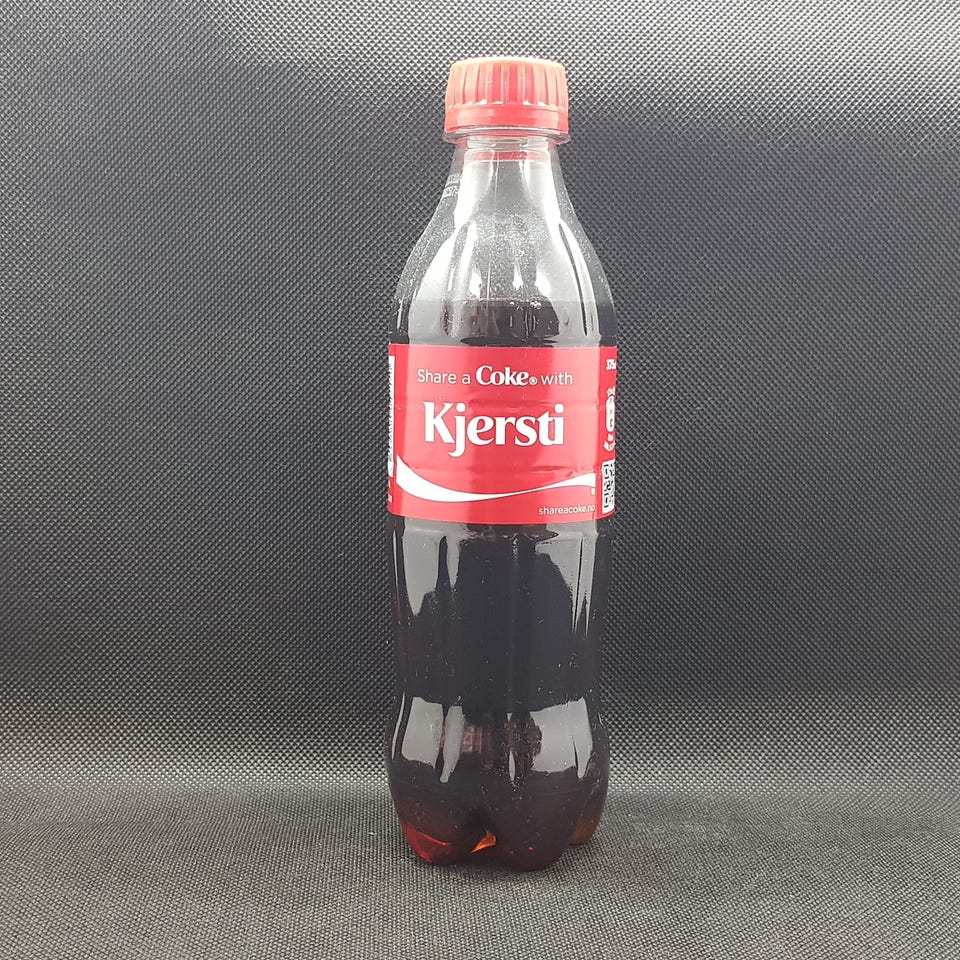 Share a Coke® with
Kjersti
shareacoke.no